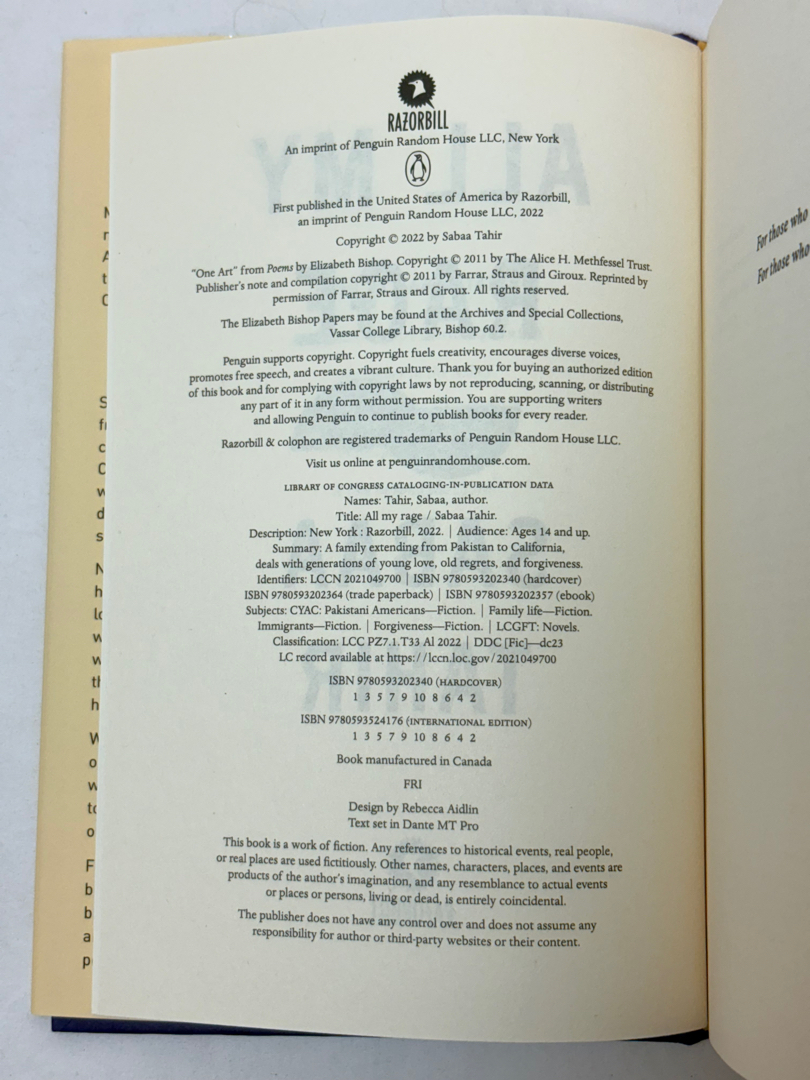 RAZORBILL
An imprint of Penguin Random House LLC, New York
First published in the United States of America by Razorbill,
an imprint of Penguin Random House LLC, 2022
Copyright © 2022 by Sabaa Tahir
“One Art” from Poems by Elizabeth Bishop. Copyright © 2011 by The Alice H. Methfessel Trust.
Publisher's note and compilation copyright © 2011 by Farrar, Straus and Giroux. Reprinted by
permission of Farrar, Straus and Giroux. All rights reserved.
The Elizabeth Bishop Papers may be found at the Archives and Special Collections,
Vassar College Library, Bishop 60.2.
Penguin supports copyright. Copyright fuels creativity, encourages diverse voices,
promotes free speech, and creates a vibrant culture. Thank you for buying an authorized edition
of this book and for complying with copyright laws by not reproducing, scanning, or distributing
any part of it in any form without permission. You are supporting writers
and allowing Penguin to continue to publish books for every reader.
Razorbill & colophon are registered trademarks of Penguin Random House LLC.
Visit us online at penguinrandomhouse.com.
LIBRARY OF CONGRESS CATALOGING-IN-PUBLICATION DATA
Names: Tahir, Sabaa, author.
Title: All my rage / Sabaa Tahir.
Description: New York : Razorbill, 2022. | Audience: Ages 14 and up.
Summary: A family extending from Pakistan to California,
deals with generations of young love, old regrets, and forgiveness.
Identifiers: LCCN 2021049700 | ISBN 9780593202340 (hardcover)
ISBN 9780593202364 (trade paperback) | ISBN 9780593202357 (ebook)
Subjects: CYAC: Pakistani Americans—Fiction. | Family life—Fiction.
Immigrants—Fiction. | Forgiveness—Fiction. | LCGFT: Novels.
Classification: LCC PZ7.1.T33 Al 2022 | DDC [Fic]—dc23
LC record available at https://lccn.loc.gov/2021049700
ISBN 9780593202340 (HARDCOVER)
1 3 5 7 9 10 8 6 4 2
ISBN 9780593524176 (INTERNATIONAL EDITION)
1 3 5 7 9 10 8 6 4 2
Book manufactured in Canada
FRI
Design by Rebecca Aidlin
Text set in Dante MT Pro
This book is a work of fiction. Any references to historical events, real people,
or real places are used fictitiously. Other names, characters, places, and events are
products of the author's imagination, and any resemblance to actual events
or places or persons, living or dead, is entirely coincidental.
The publisher does not have any control over and does not assume any
responsibility for author or third-party websites or their content.
For those who
For those who